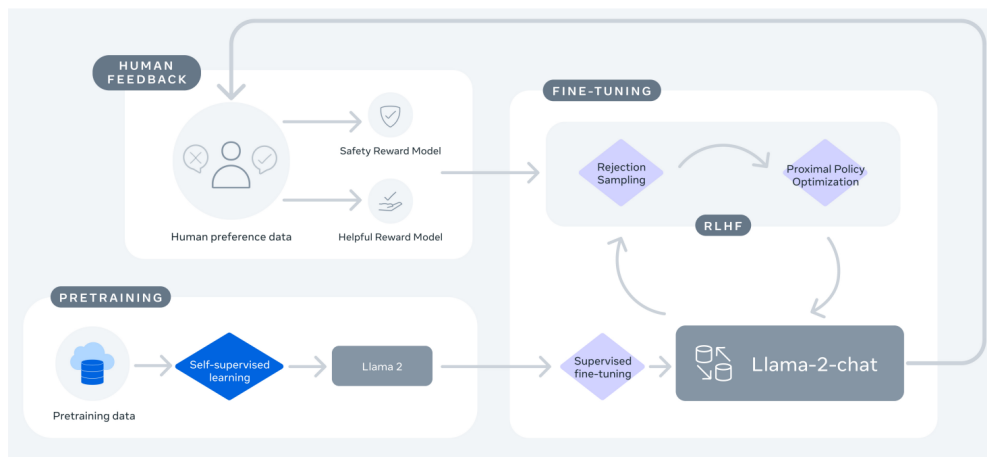 HUMAN
FEEDBACK
Safety Reward Model
Human preference data
Helpful Reward Model
FINE-TUNING
Rejection
Sampling
Proximal Policy
Optimization
RLHF
PRETRAINING
Pretraining data
Self-supervised
learning
Llama 2
Supervised
fine-tuning
Llama-2-chat